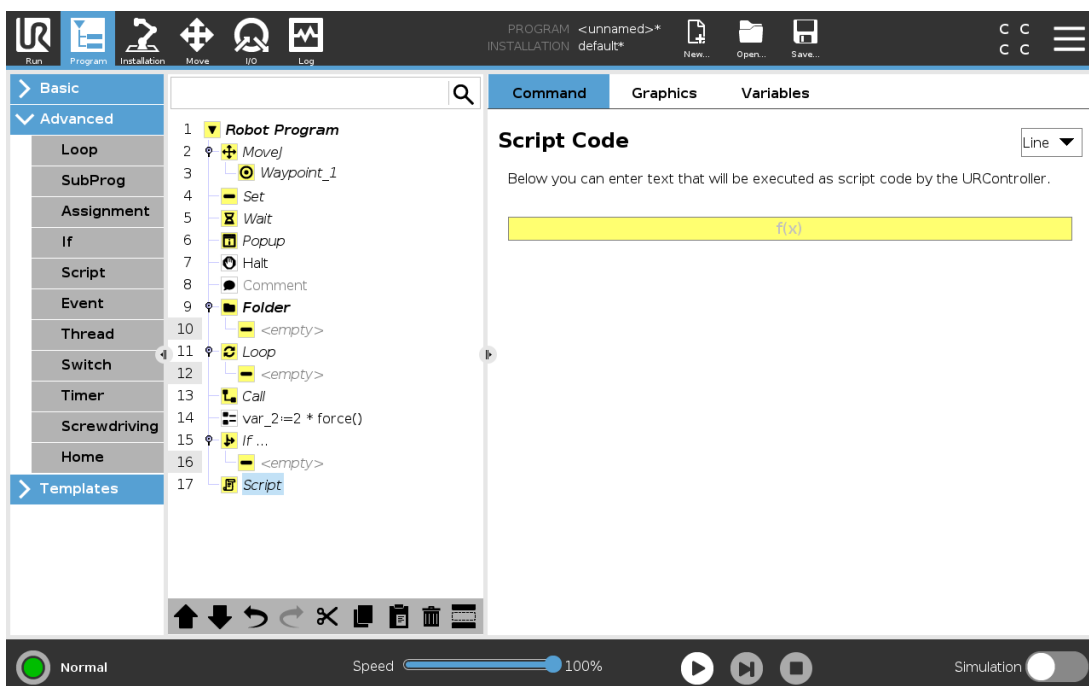 UR
PROGRAM <unnamed>*
INSTALLATION default*
Run Program Installation Move I/O Log New... Open... Save...
C C
C C
Basic
Advanced
Loop
SubProg
Assignment
If
Script
Event
Thread
Switch
Timer
Screwdriving
Home
Templates
1 Robot Program
2 MoveJ
3 Waypoint_1
4 Set
5 Wait
6 Popup
7 Halt
8 Comment
9 Folder
10 <empty>
11 Loop
12 <empty>
13 Call
14 var_2:=2 * force()
15 If ...
16 <empty>
17 Script
Command Graphics Variables
Script Code
Line
Below you can enter text that will be executed as script code by the URController.
f(x)
Normal
Speed 100%
Simulation